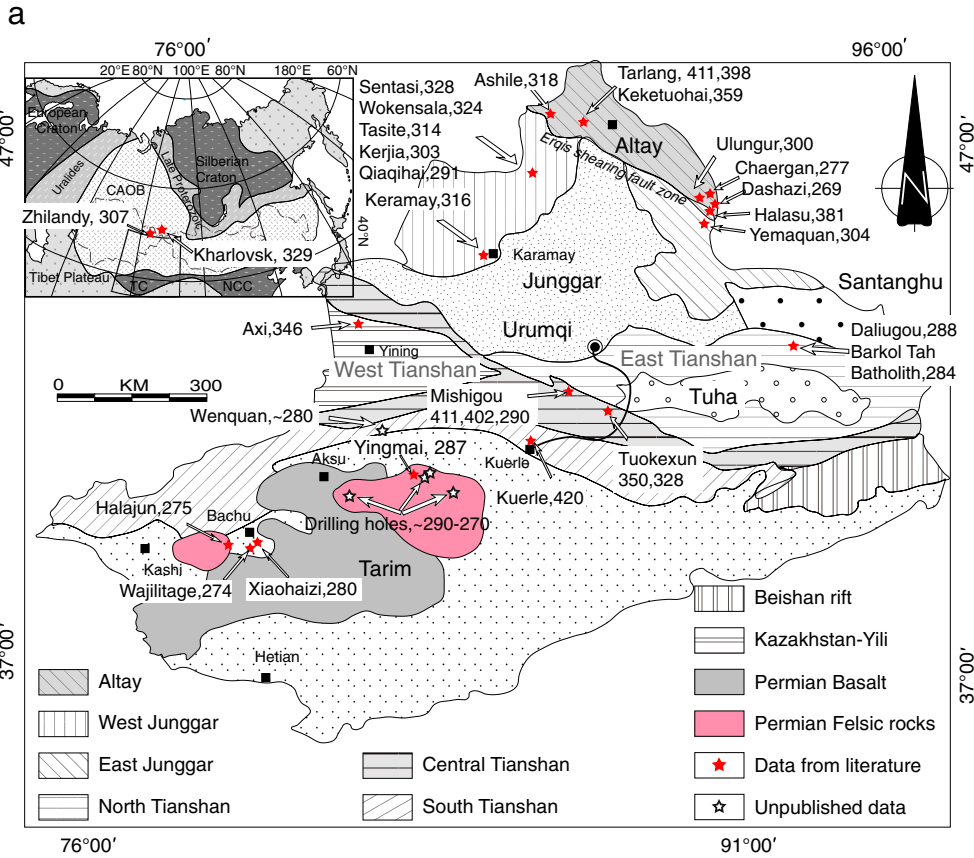 a
76°00′
96°00′
47°00′
47°00′
20°E 80°N 100°E 80°N 180°E 60°N
European
Craton
Uralides
Late Proterozoic
Silberian
Craton
CAOB
Zhilandy, 307
Kharlovsk, 329
Tibet Plateau
TC
NCC
40°N
Sentasi,328
Wokensala,324
Tasite,314
Kerjia,303
Qiaqihai,291
Keramay,316
Ashile,318
Tarlang, 411,398
Keketuohai,359
Altay
Erqis shearing fault zone
Ulungur,300
Chaergan,277
Dashazi,269
Halasu,381
Yemaquan,304
Karamay
Junggar
Santanghu
Urumqi
Axi,346
Yining
West Tianshan
East Tianshan
Daliugou,288
Barkol Tah
Batholith,284
0 KM 300
Mishigou
411,402,290
Tuha
Wenquan,~280
Yingmai, 287
Aksu
Kuerle
Tuokexun
350,328
Kuerle,420
Halajun,275
Bachu
Drilling holes,~290-270
Kashi
Tarim
Wajilitage,274
Xiaohaizi,280
Hetian
37°00′
37°00′
Beishan rift
Kazakhstan-Yili
Permian Basalt
Permian Felsic rocks
Data from literature
Unpublished data
Altay
West Junggar
East Junggar
North Tianshan
Central Tianshan
South Tianshan
N
76°00′
91°00′